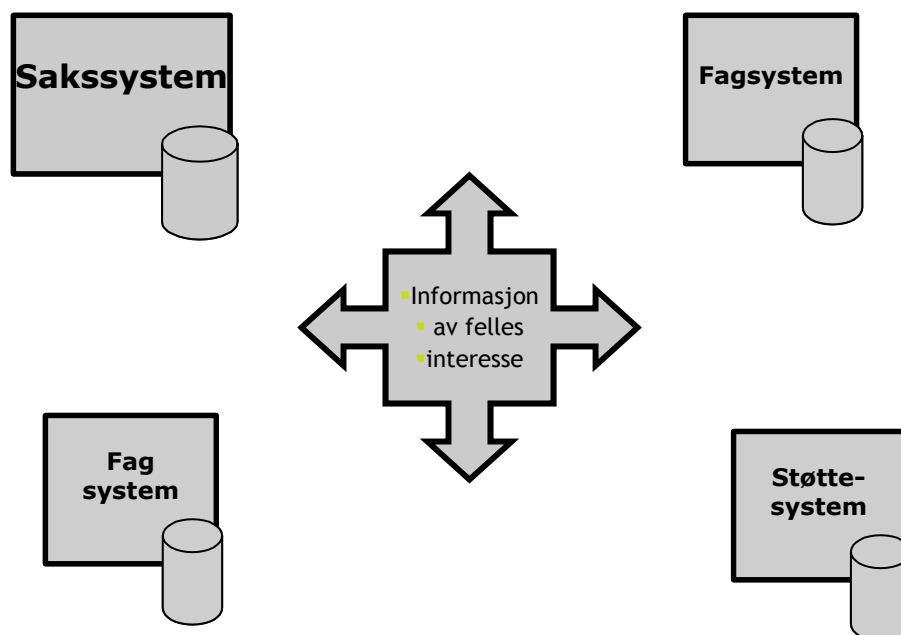 Sakssystem
Fagsystem
▪Informasjon
▪ av felles
▪interesse
Fag
system
Støtte-
system